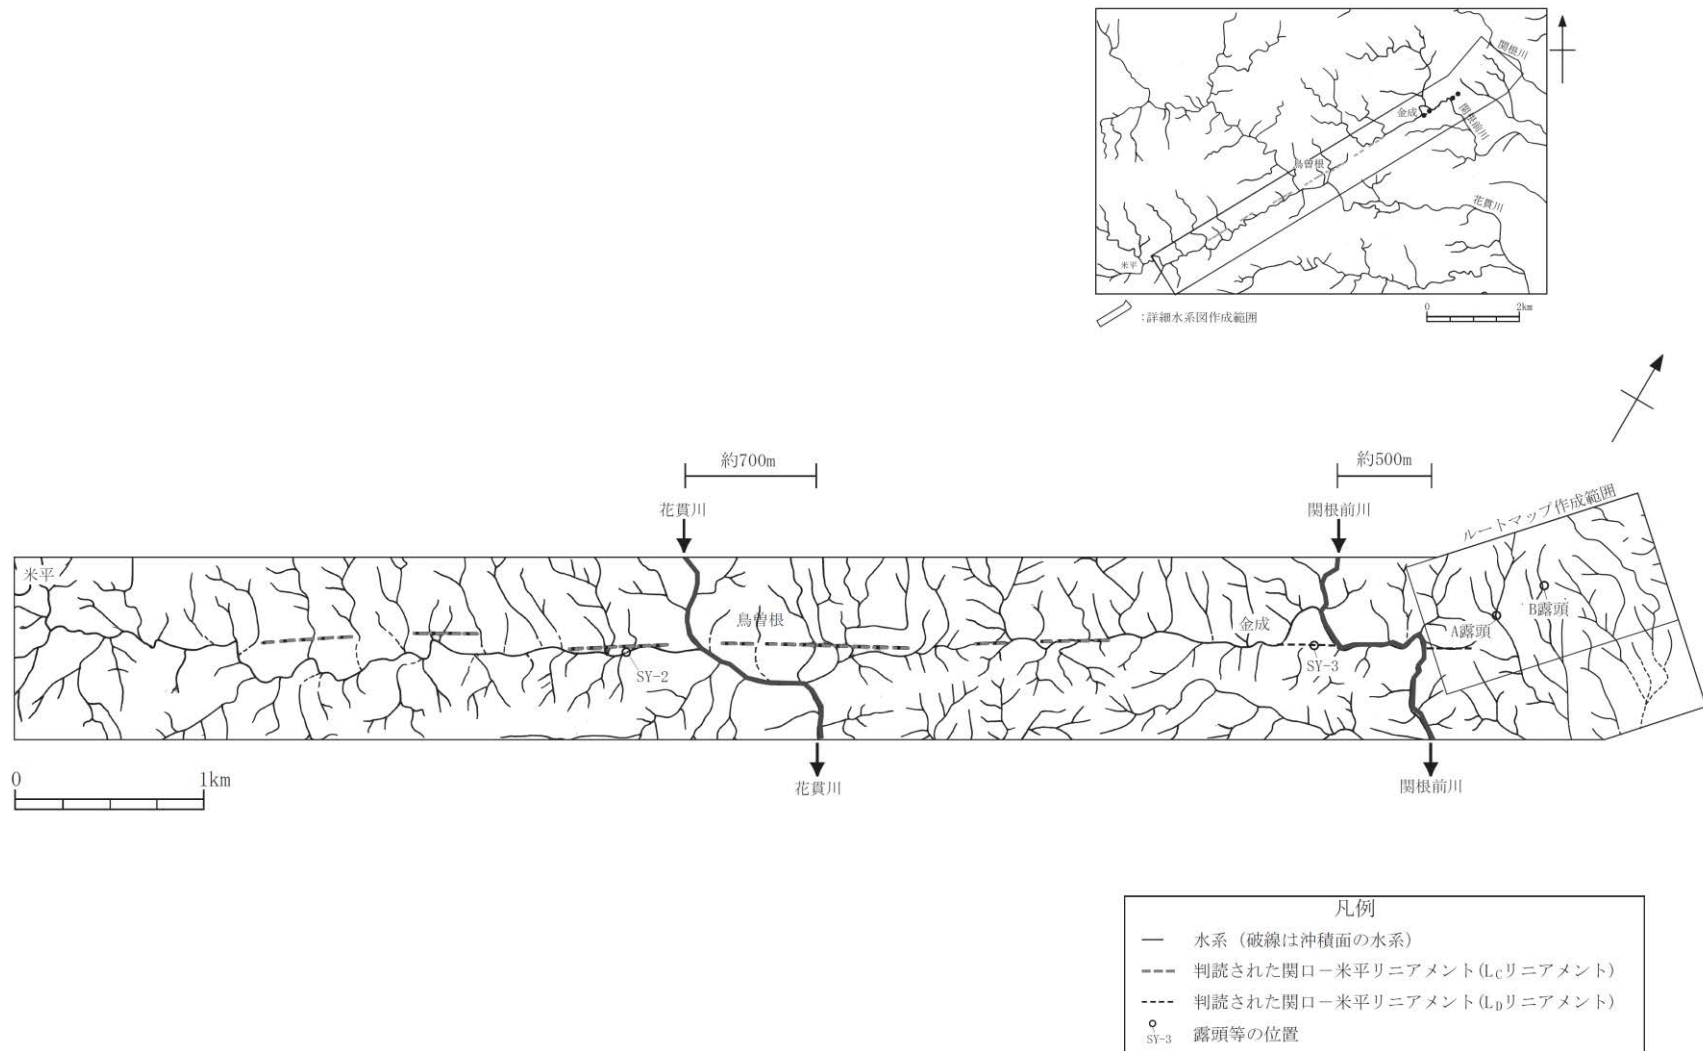 関根川
金成
関根前川
鳥曽根
花貫川
米平
:詳細水系図作成範囲
0 2km
約700m
約500m
花貫川
関根前川
ルートマップ作成範囲
米平
鳥曽根
金成
B露頭
A露頭
SY-2
SY-3
0 1km
花貫川
関根前川
凡例
水系（破線は沖積面の水系）
判読された関口－米平リニアメント(LCリニアメント)
判読された関口－米平リニアメント(LDリニアメント)
SY-3 露頭等の位置